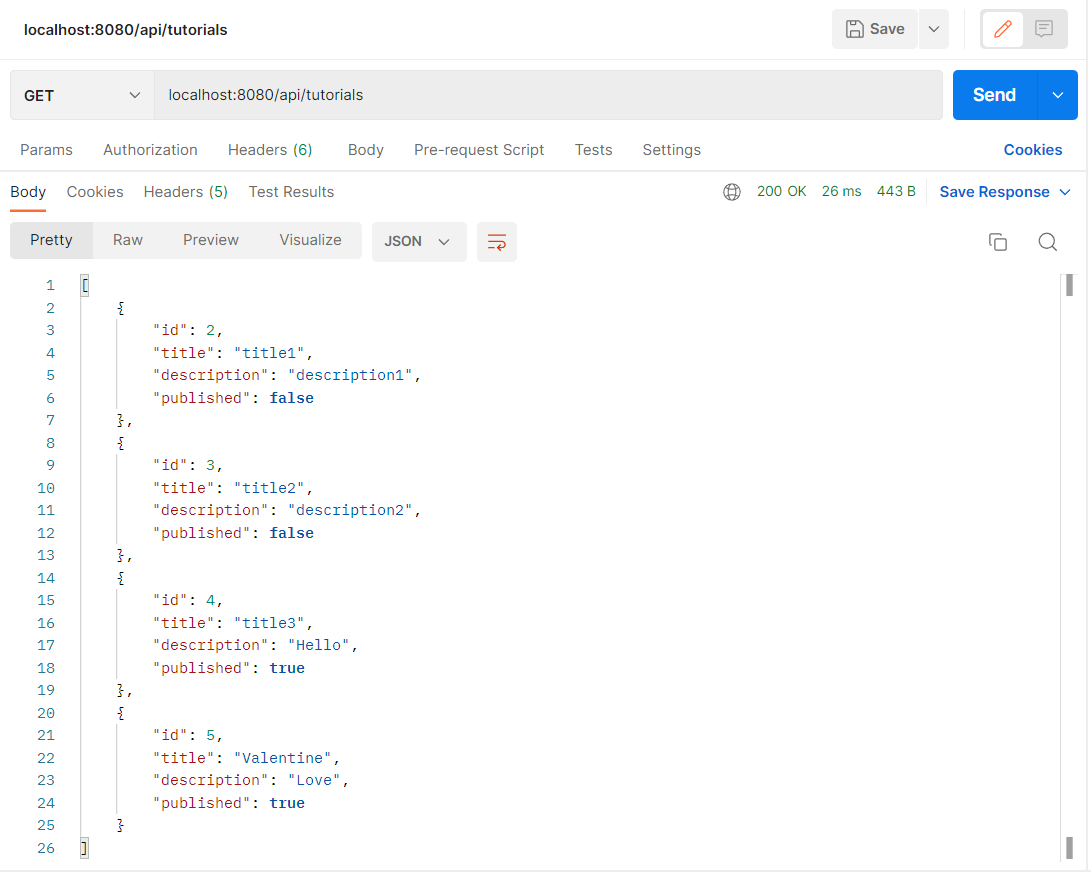 localhost:8080/api/tutorials
Save
GET localhost:8080/api/tutorials Send
Params Authorization Headers (6) Body Pre-request Script Tests Settings Cookies
Body Cookies Headers (5) Test Results 200 OK 26 ms 443 B Save Response
Pretty Raw Preview Visualize JSON
1 [
2 {
3 "id": 2,
4 "title": "title1",
5 "description": "description1",
6 "published": false
7 },
8 {
9 "id": 3,
10 "title": "title2",
11 "description": "description2",
12 "published": false
13 },
14 {
15 "id": 4,
16 "title": "title3",
17 "description": "Hello",
18 "published": true
19 },
20 {
21 "id": 5,
22 "title": "Valentine",
23 "description": "Love",
24 "published": true
25 }
26 ]